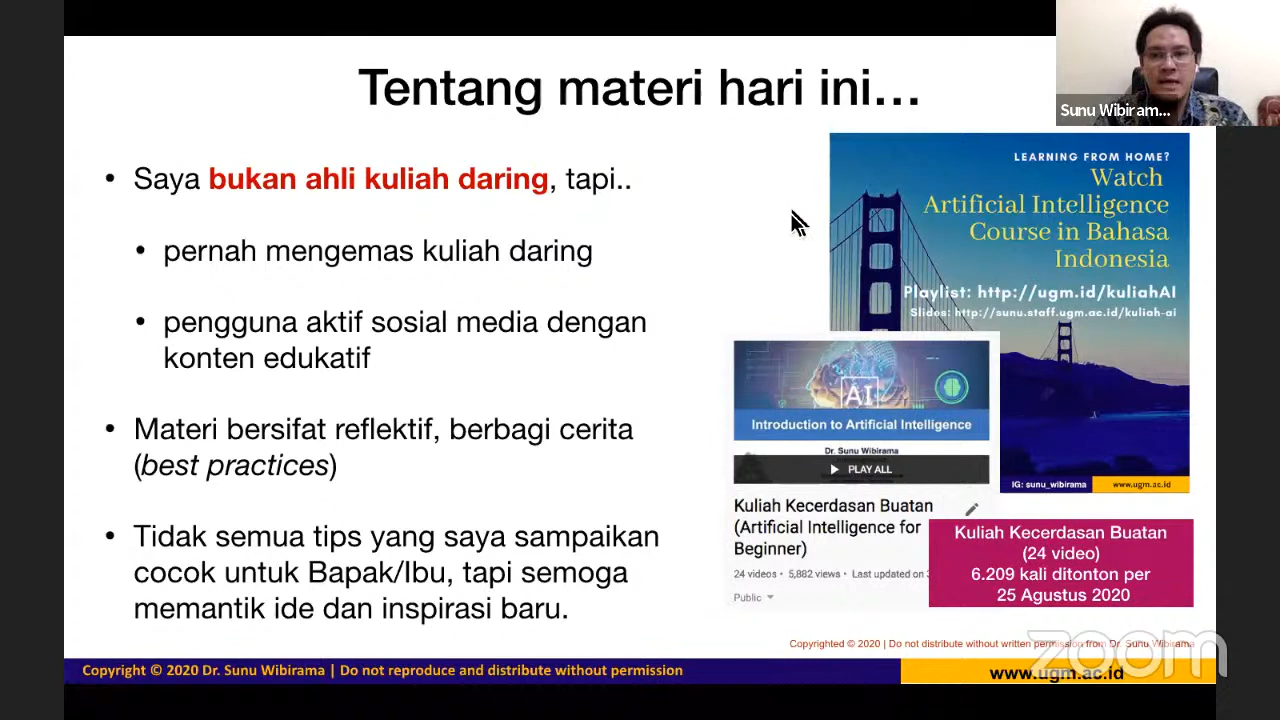 Tentang materi hari ini...
Sunu Wibiram...
• Saya bukan ahli kuliah daring, tapi..
• pernah mengemas kuliah daring
• pengguna aktif sosial media dengan
konten edukatif
• Materi bersifat reflektif, berbagi cerita
(best practices)
• Tidak semua tips yang saya sampaikan
cocok untuk Bapak/Ibu, tapi semoga
memantik ide dan inspirasi baru.
LEARNING FROM HOME?
Watch
Artificial Intelligence
Course in Bahasa
Indonesia
Playlist: http://ugm.id/kuliahAI
Slides: http://sunu.staff.ugm.ac.id/kuliah-ai
AI
Introduction to Artificial Intelligence
Dr. Sunu Wibirama
PLAY ALL
IG: sunu_wibirama
www.ugm.ac.id
Kuliah Kecerdasan Buatan
(Artificial Intelligence for
Beginner)
24 videos • 5,882 views • Last updated on
Public
Kuliah Kecerdasan Buatan
(24 video)
6.209 kali ditonton per
25 Agustus 2020
Copyrighted © 2020 | Do not distribute without written permission from Dr. Sunu Wibirama
zoom
Copyright © 2020 Dr. Sunu Wibirama | Do not reproduce and distribute without permission
www.ugm.ac.id